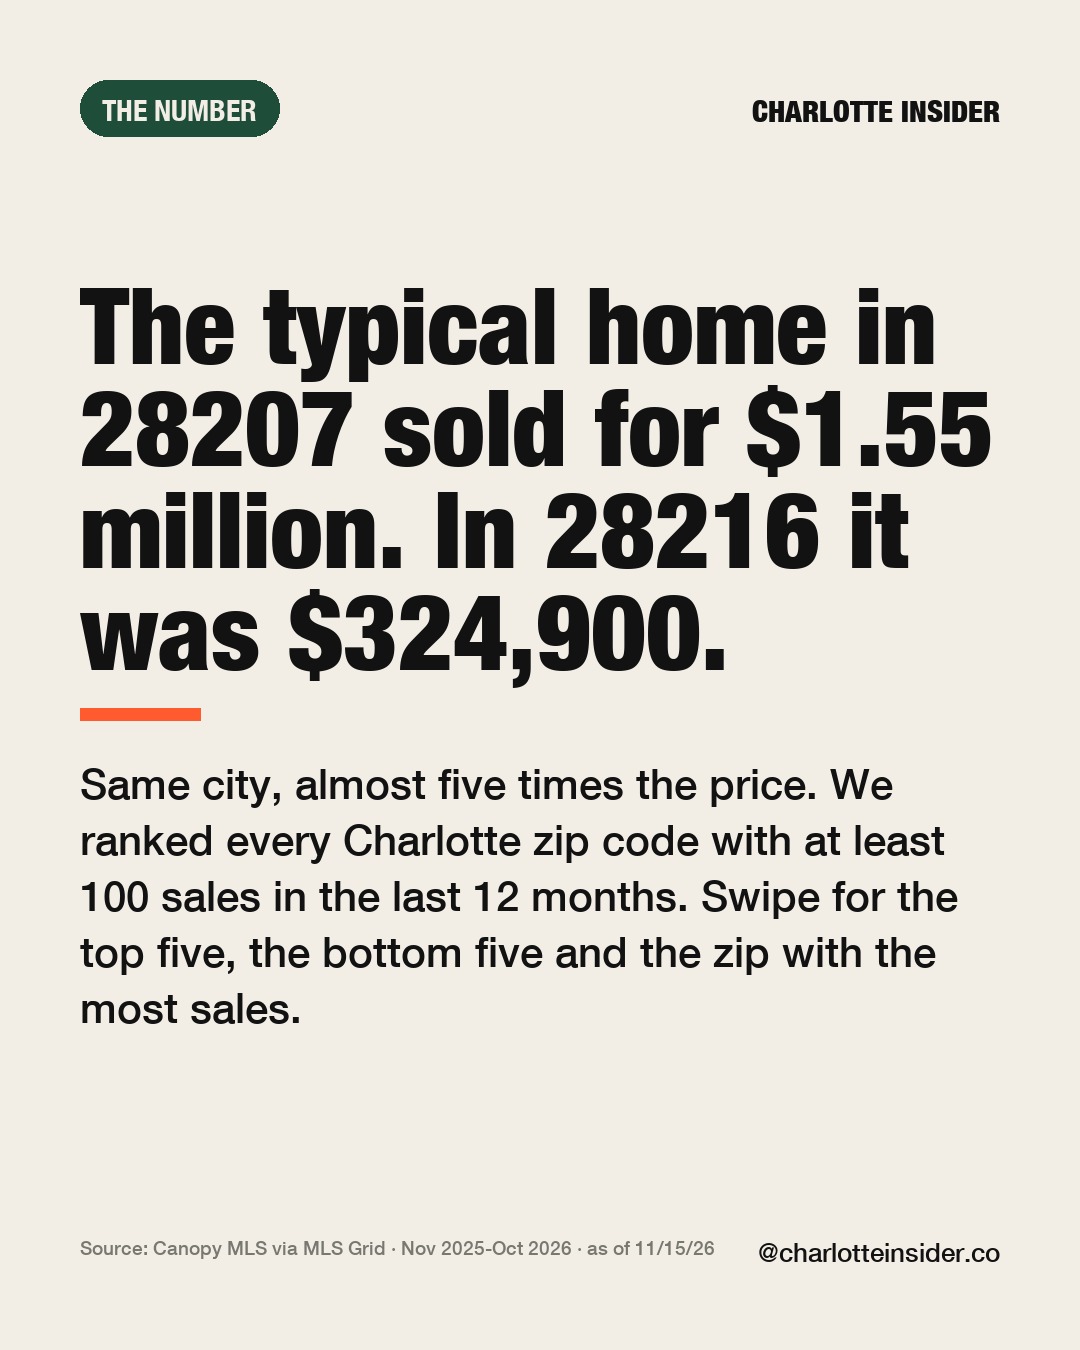 THE NUMBER
CHARLOTTE INSIDER
The typical home in
28207 sold for $1.55
million. In 28216 it
was $324,900.
Same city, almost five times the price. We
ranked every Charlotte zip code with at least
100 sales in the last 12 months. Swipe for the
top five, the bottom five and the zip with the
most sales.
Source: Canopy MLS via MLS Grid · Nov 2025-Oct 2026 · as of 11/15/26
@charlotteinsider.co